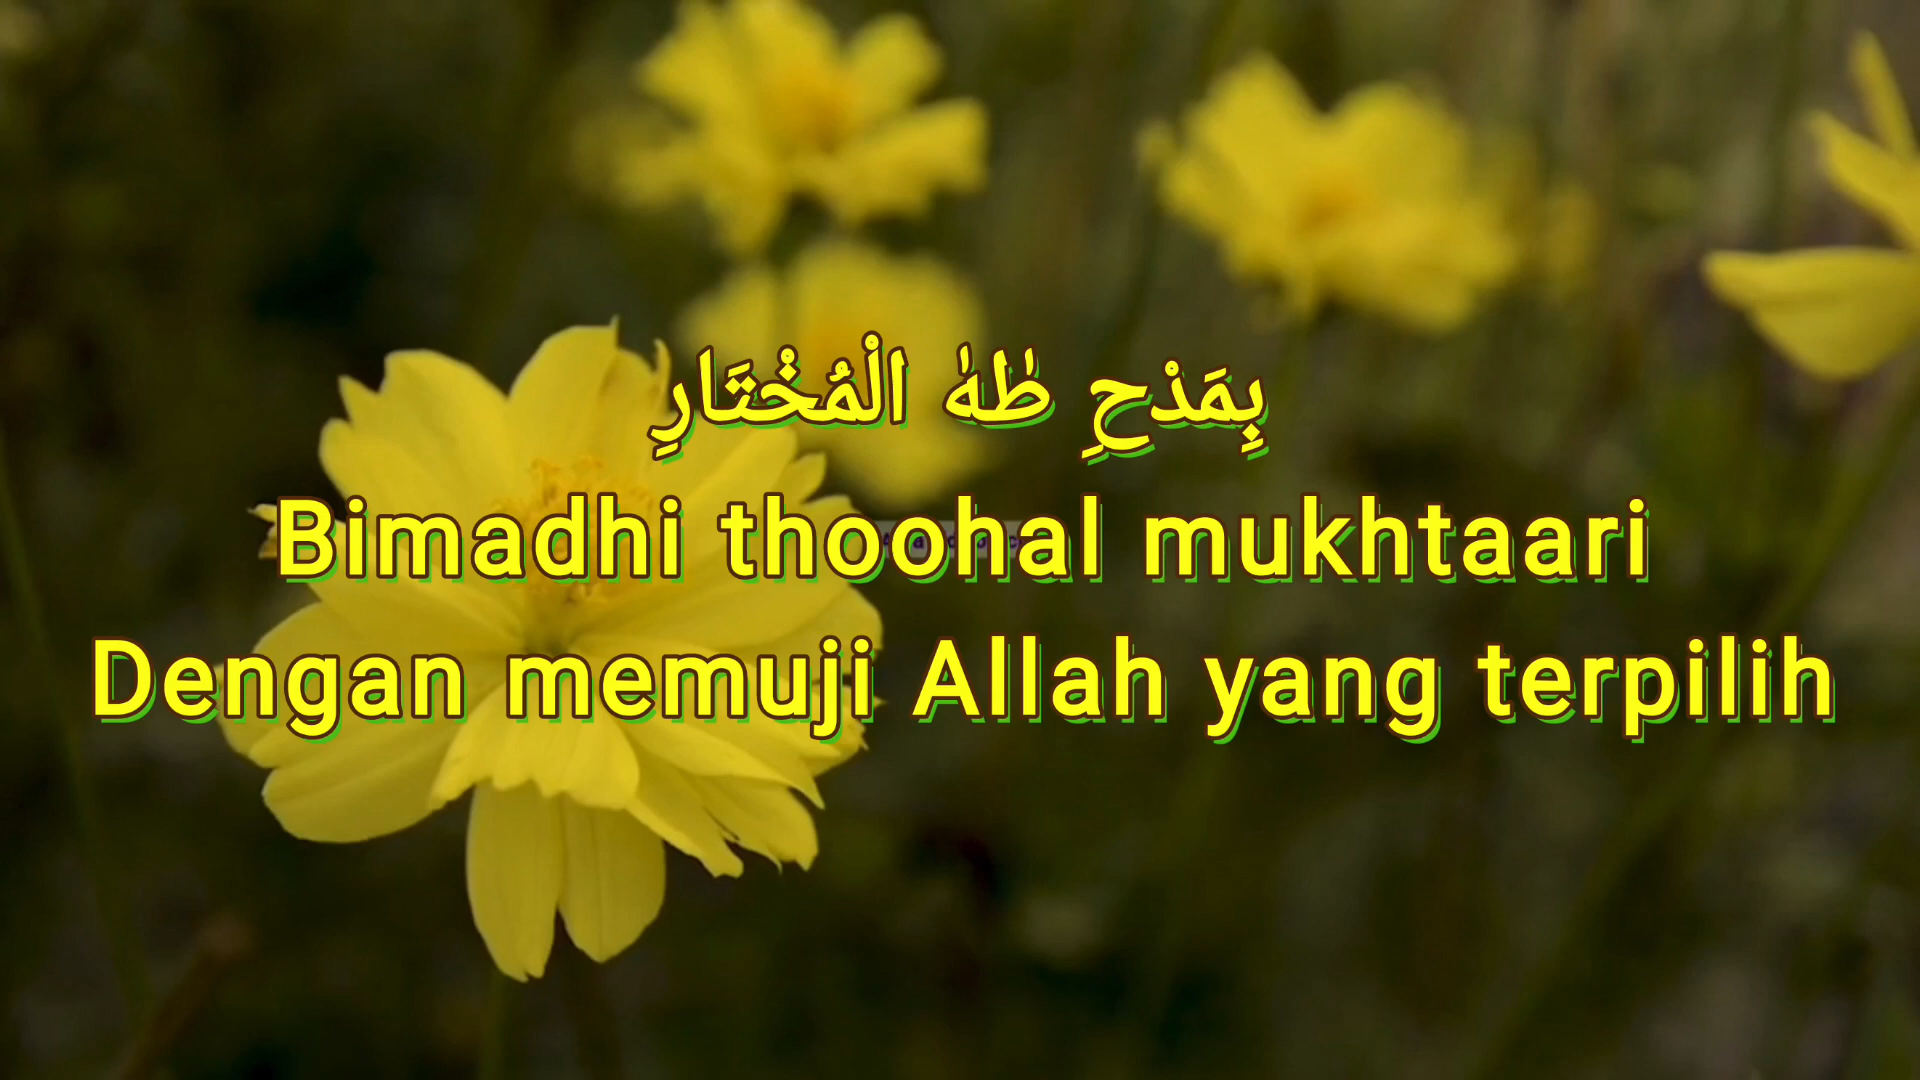 بِمَدْحِ طٰهٰ الْمُخْتَارِ
Bimadhi thoohal mukhtaari
Dengan memuji Allah yang terpilih